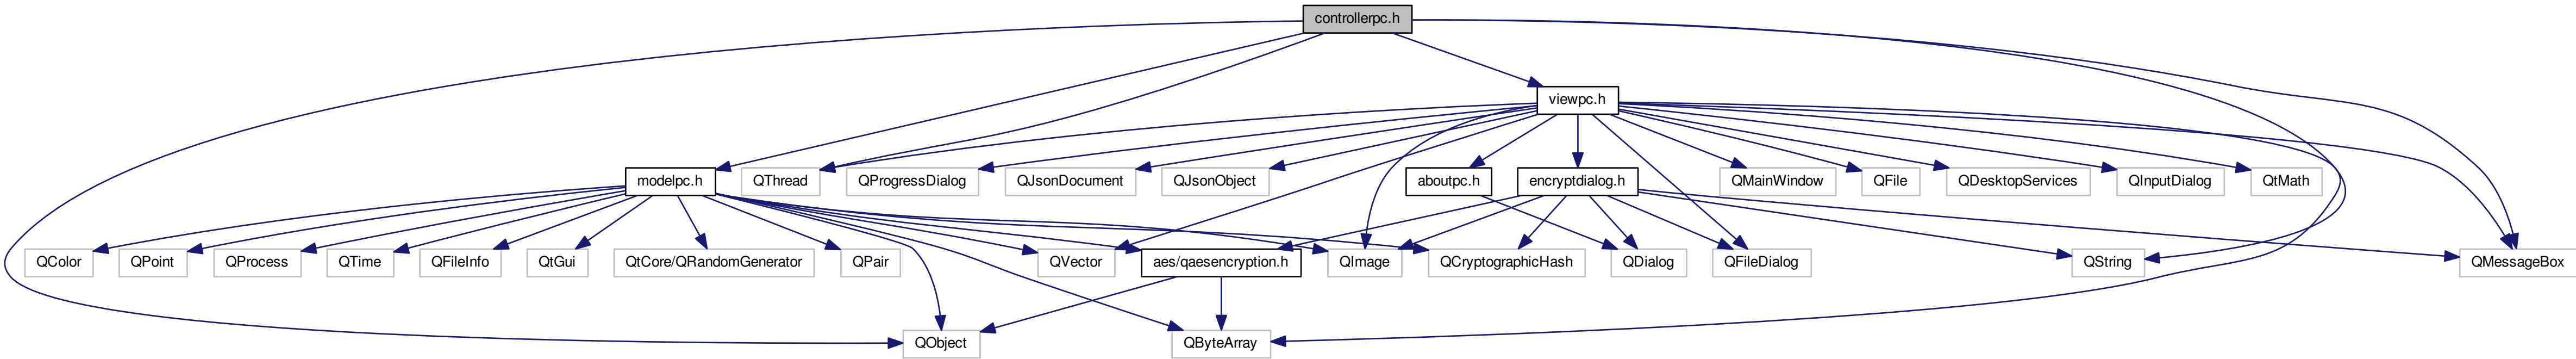 controllerpc.h
viewpc.h
modelpc.h
QThread
QProgressDialog
QJsonDocument
QJsonObject
aboutpc.h
encryptdialog.h
QMainWindow
QFile
QDesktopServices
QInputDialog
QtMath
QColor
QPoint
QProcess
QTime
QFileInfo
QtGui
QtCore/QRandomGenerator
QPair
QVector
aes/qaesencryption.h
QImage
QCryptographicHash
QDialog
QFileDialog
QString
QMessageBox
QObject
QByteArray